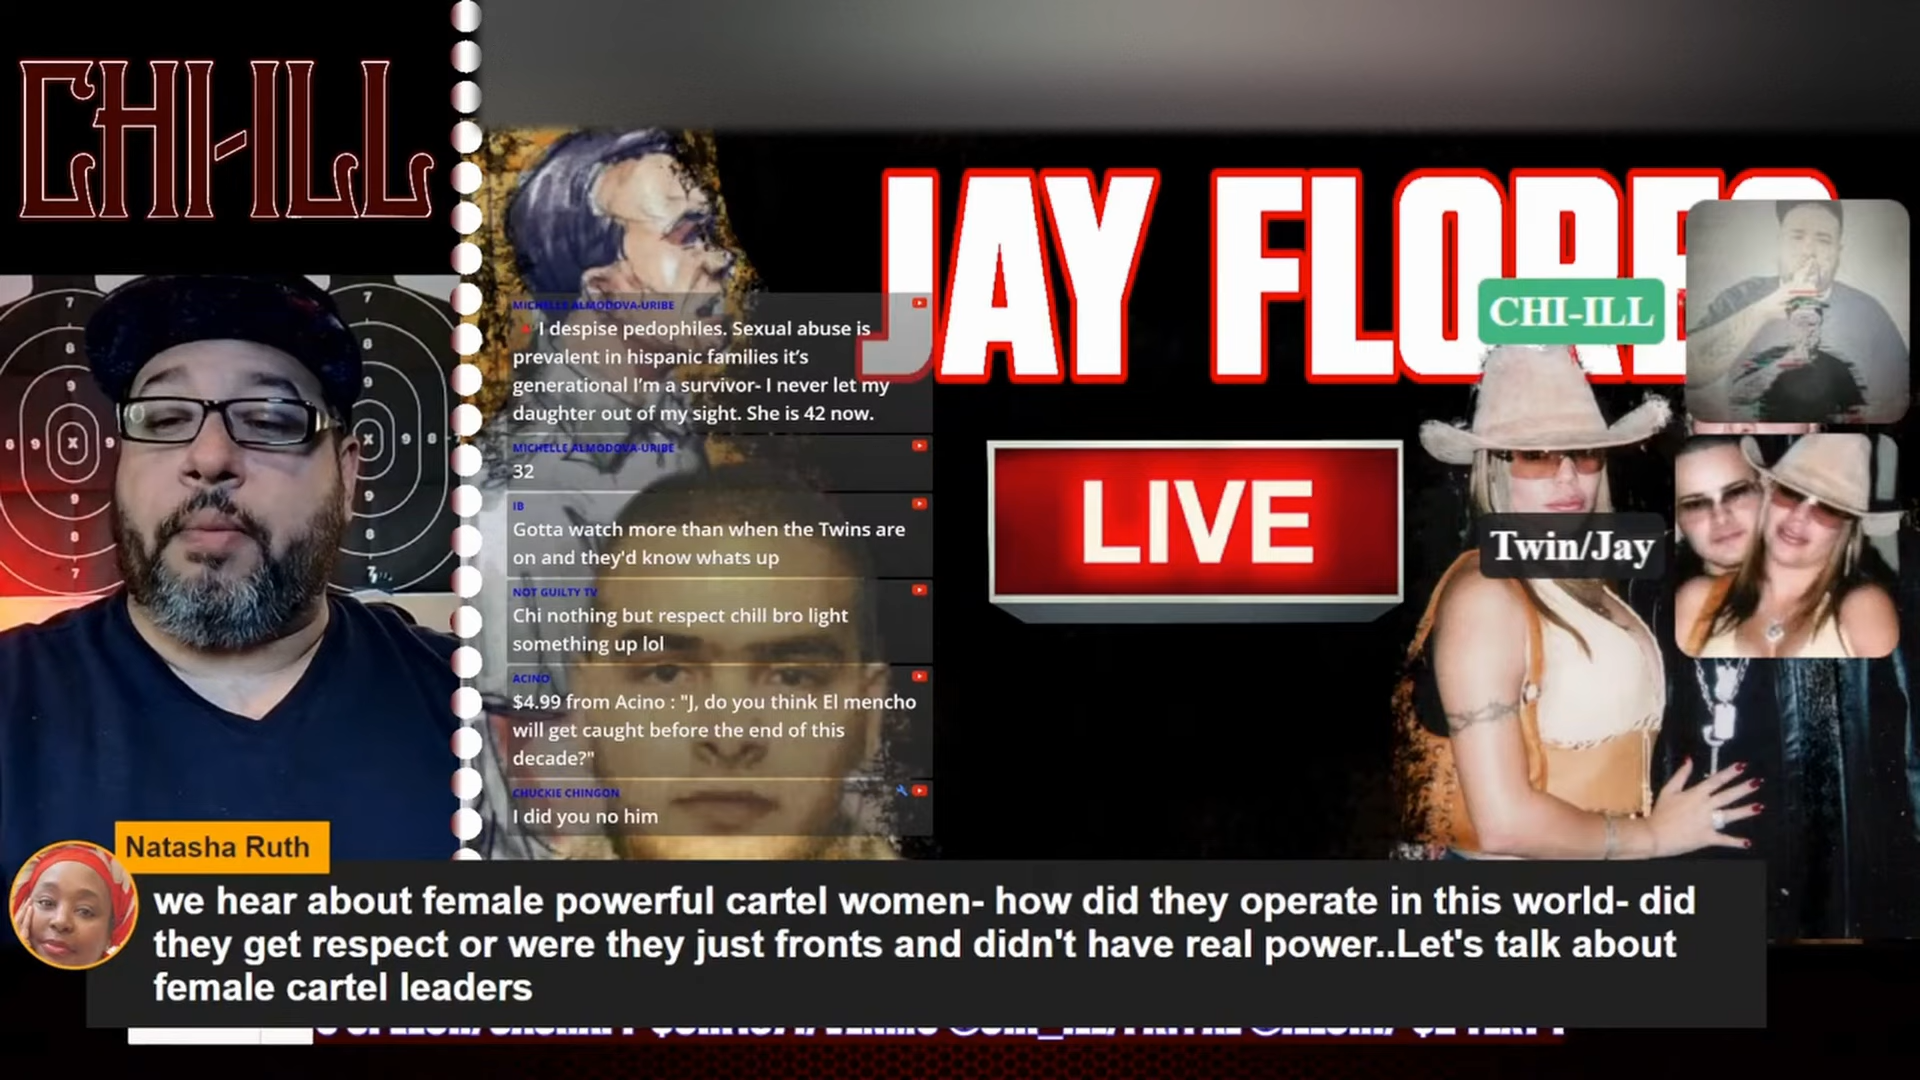 CHI-ILL
JAY FLORES
CHI-ILL
LIVE
Twin/Jay
MICHELLE ALMODOVA-URIBE
I despise pedophiles. Sexual abuse is
prevalent in hispanic families it's
generational I'm a survivor- I never let my
daughter out of my sight. She is 42 now.
MICHELLE ALMODOVA-URIBE
32
IB
Gotta watch more than when the Twins are
on and they'd know whats up
NOT GUILTY TV
Chi nothing but respect chill bro light
something up lol
ACINO
$4.99 from Acino : "J, do you think El mencho
will get caught before the end of this
decade?"
CHUCKIE CHINGON
I did you no him
Natasha Ruth
we hear about female powerful cartel women- how did they operate in this world- did
they get respect or were they just fronts and didn't have real power..Let's talk about
female cartel leaders